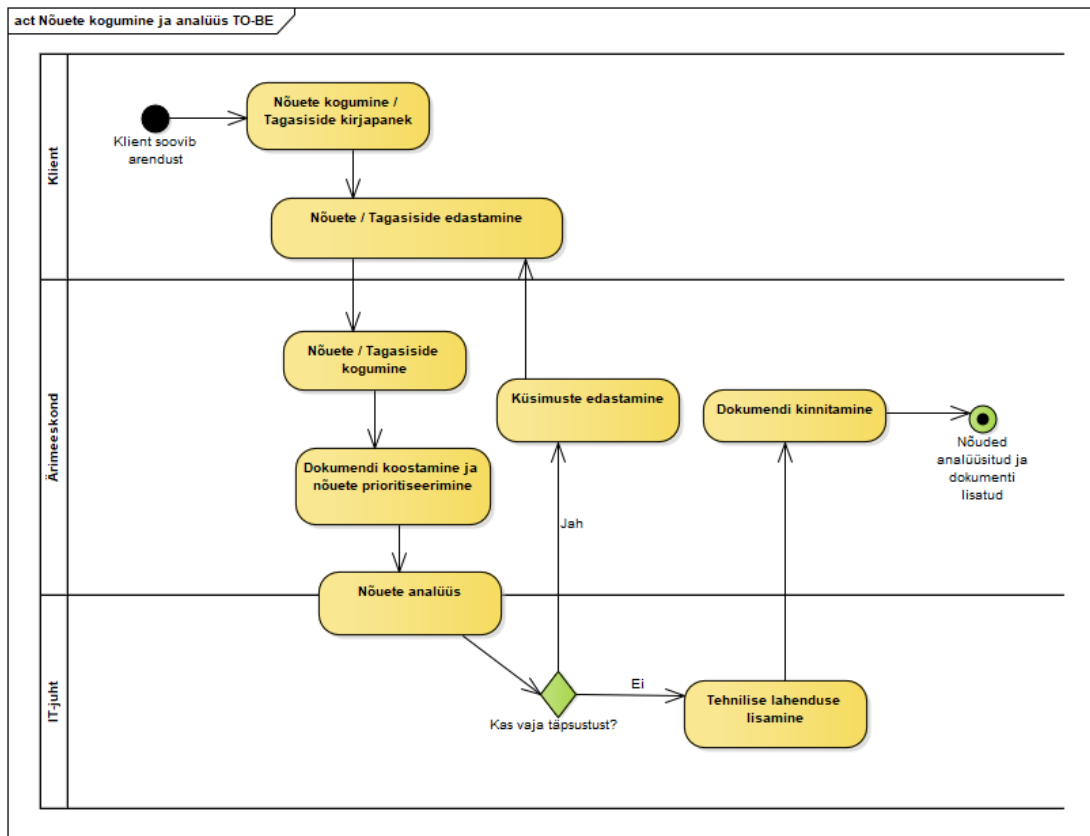 act Nõuete kogumine ja analüüs TO-BE
Klient
Klient soovib
arendust
Nõuete kogumine /
Tagasiside kirjapanek
Nõuete / Tagasiside edastamine
Ärimeeskond
Nõuete / Tagasiside
kogumine
Dokumendi koostamine ja
nõuete prioritiseerimine
Nõuete analüüs
Küsimuste edastamine
Jah
Dokumendi kinnitamine
Nõuded
analüüsitud ja
dokumenti
lisatud
IT-juht
Kas vaja täpsustust?
Ei
Tehnilise lahenduse
lisamine